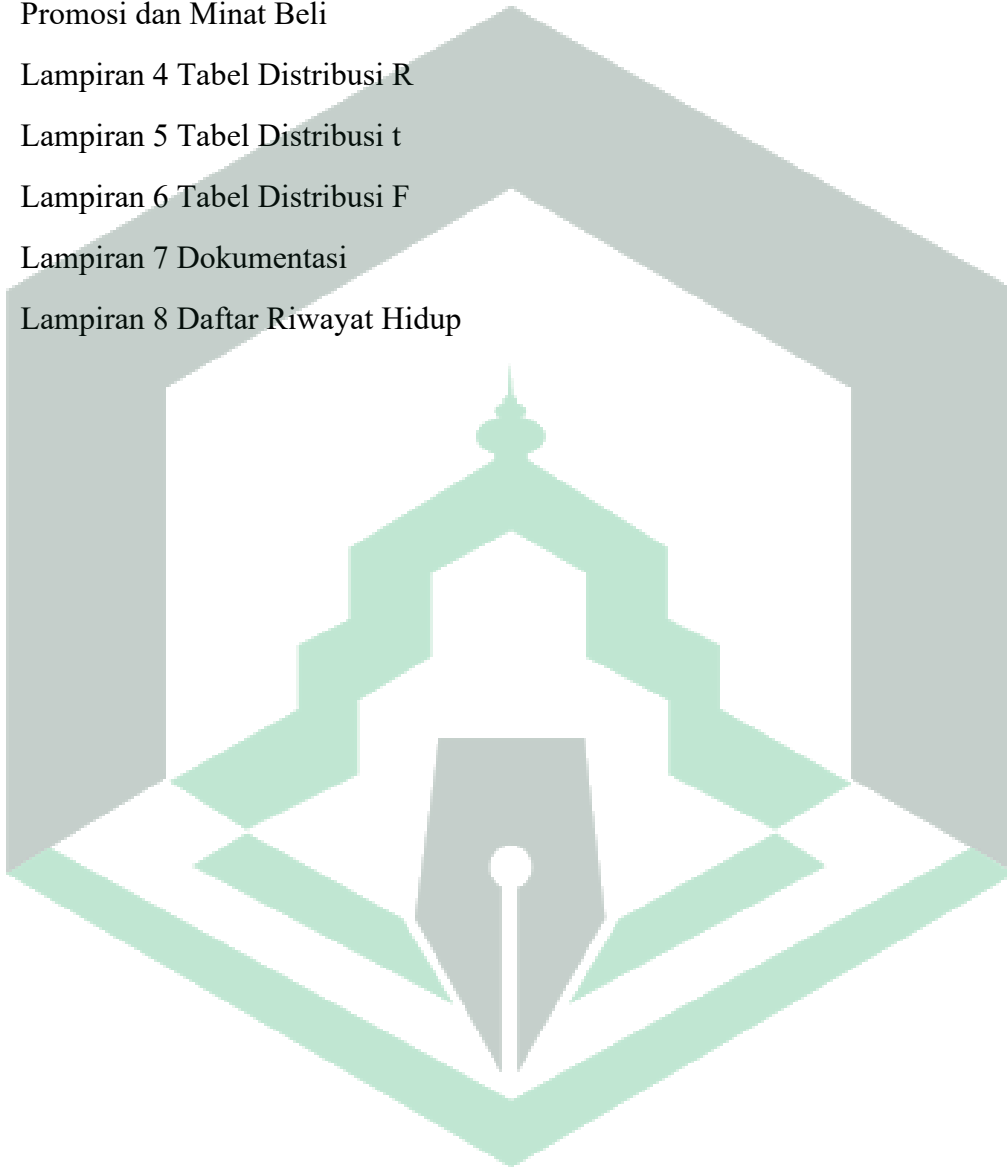 Promosi dan Minat Beli
Lampiran 4 Tabel Distribusi R
Lampiran 5 Tabel Distribusi t
Lampiran 6 Tabel Distribusi F
Lampiran 7 Dokumentasi
Lampiran 8 Daftar Riwayat Hidup